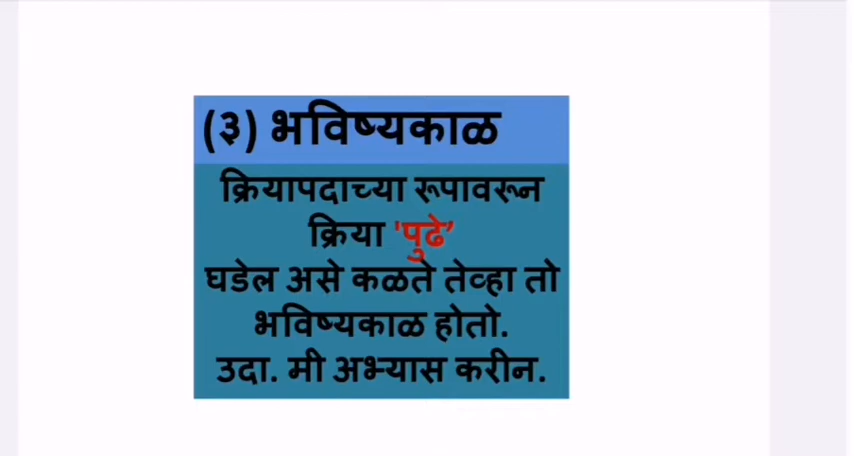 (३) भविष्यकाळ
क्रियापदाच्या रूपावरून
क्रिया 'पुढे’
घडेल असे कळते तेव्हा तो
भविष्यकाळ होतो.
उदा. मी अभ्यास करीन.